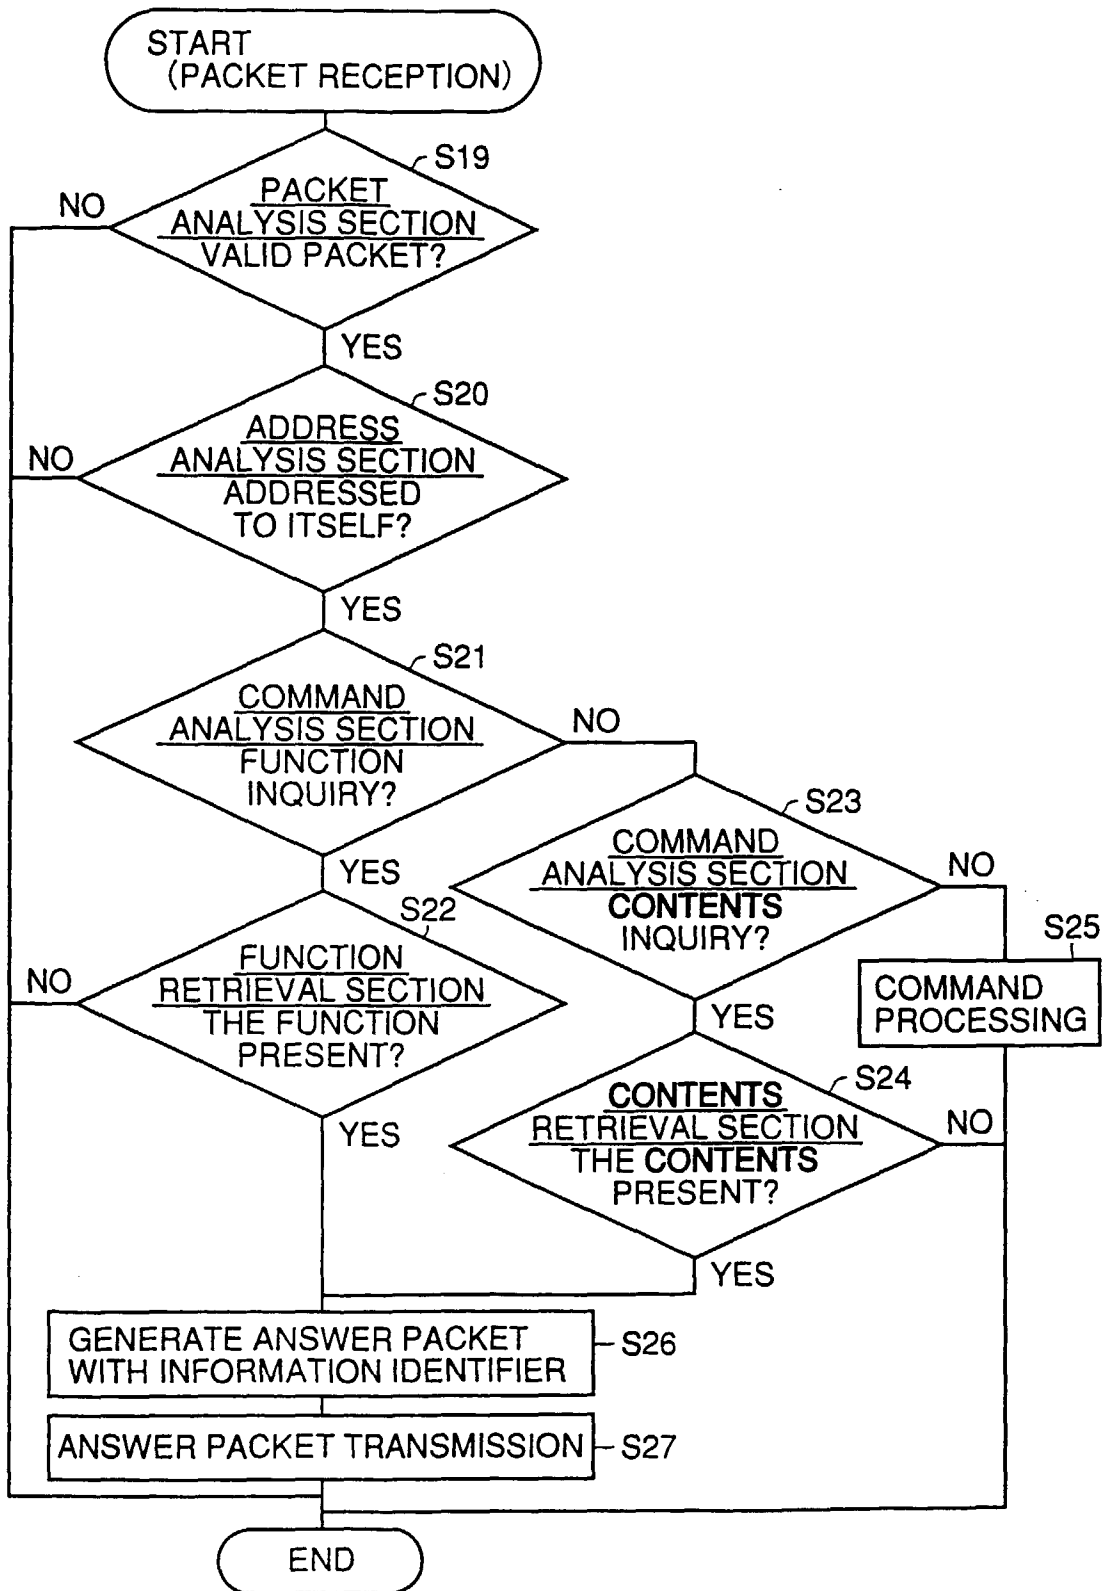 START
(PACKET RECEPTION)
S19
PACKET
ANALYSIS SECTION
VALID PACKET?
NO
YES
S20
ADDRESS
ANALYSIS SECTION
ADDRESSED
TO ITSELF?
NO
YES
S21
COMMAND
ANALYSIS SECTION
FUNCTION
INQUIRY?
NO
YES
S23
COMMAND
ANALYSIS SECTION
CONTENTS
INQUIRY?
NO
YES
S22
FUNCTION
RETRIEVAL SECTION
THE FUNCTION
PRESENT?
NO
YES
S25
COMMAND
PROCESSING
S24
CONTENTS
RETRIEVAL SECTION
THE CONTENTS
PRESENT?
NO
YES
GENERATE ANSWER PACKET
WITH INFORMATION IDENTIFIER
S26
ANSWER PACKET TRANSMISSION
S27
END